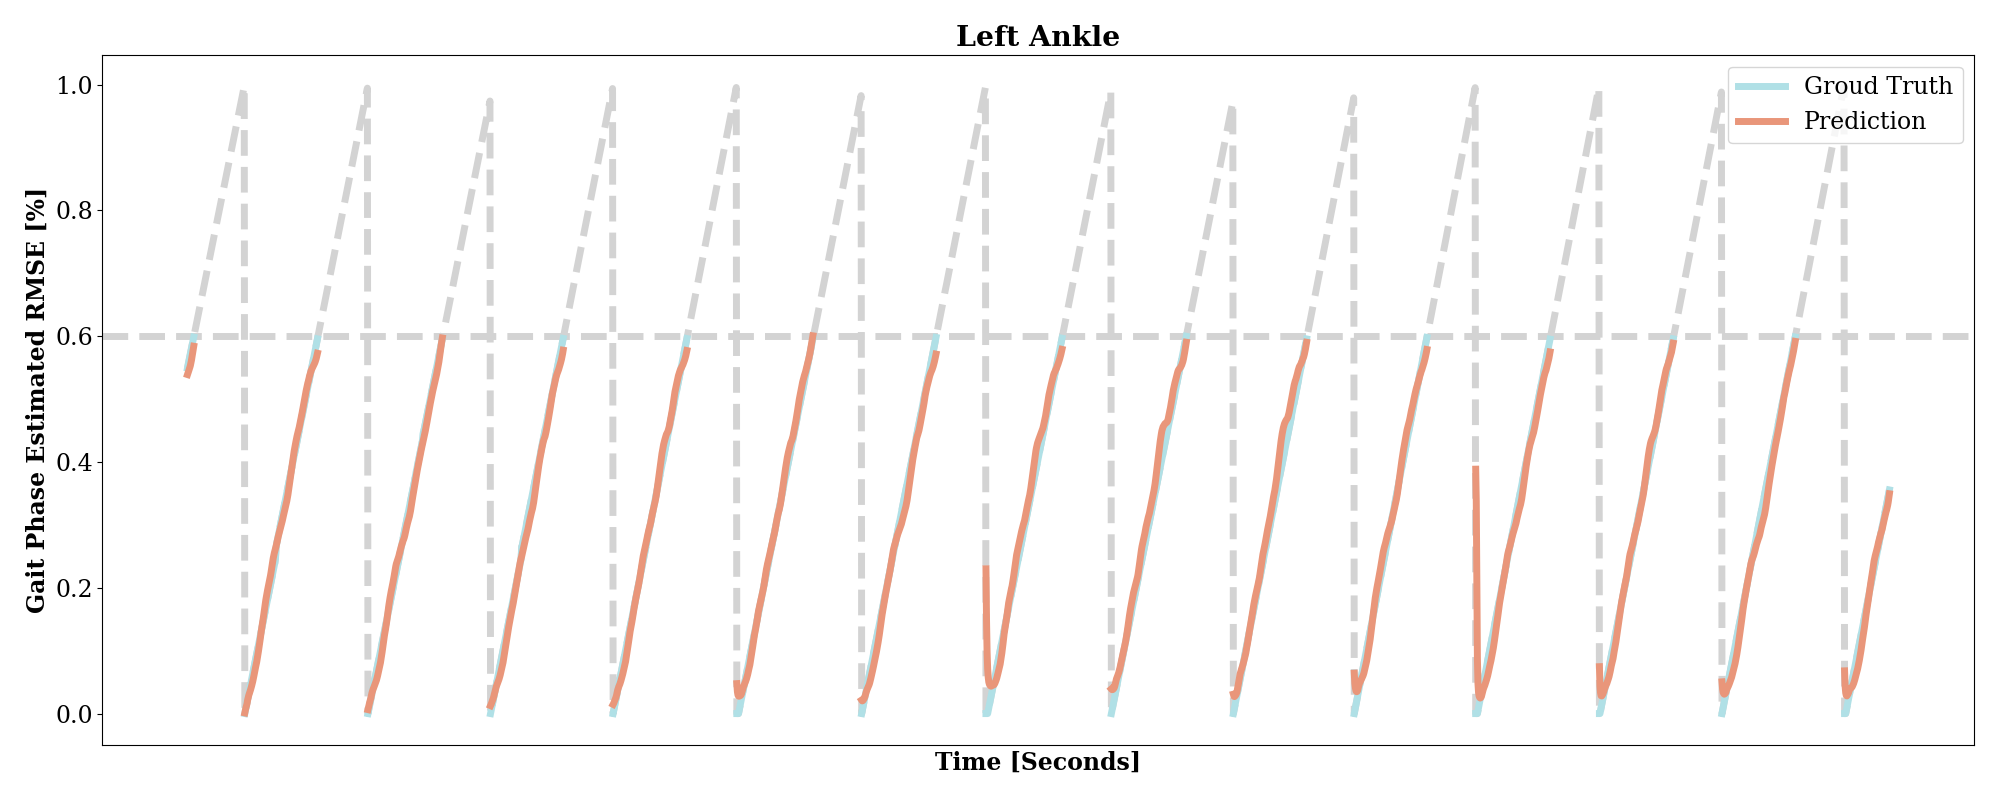 Left Ankle
Gait Phase Estimated RMSE [%]
1.0
0.8
0.6
0.4
0.2
0.0
Groud Truth
Prediction
Time [Seconds]